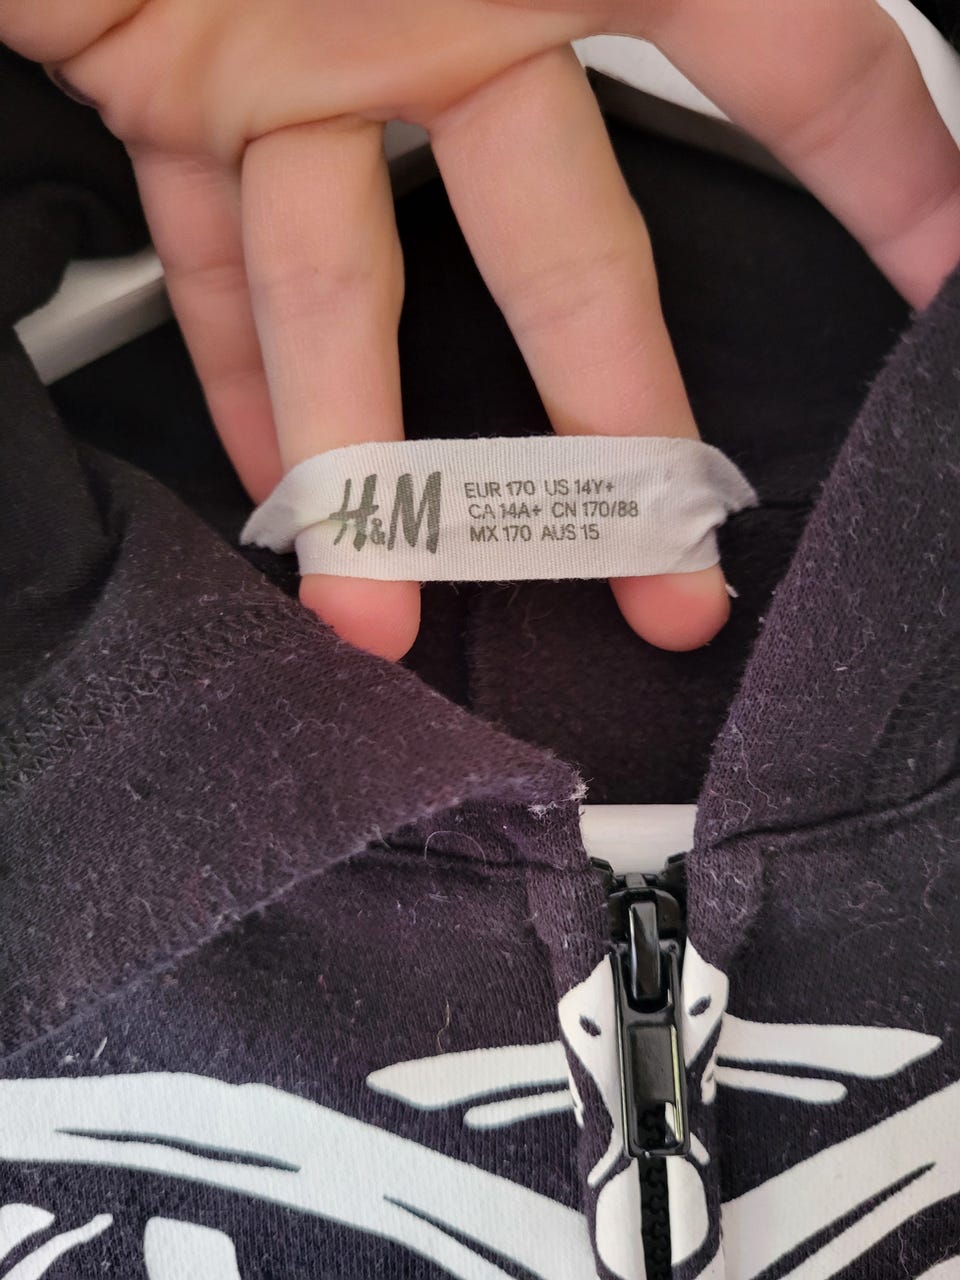 H&M
EUR 170 US 14Y+
CA 14A+ CN 170/88
MX 170 AUS 15